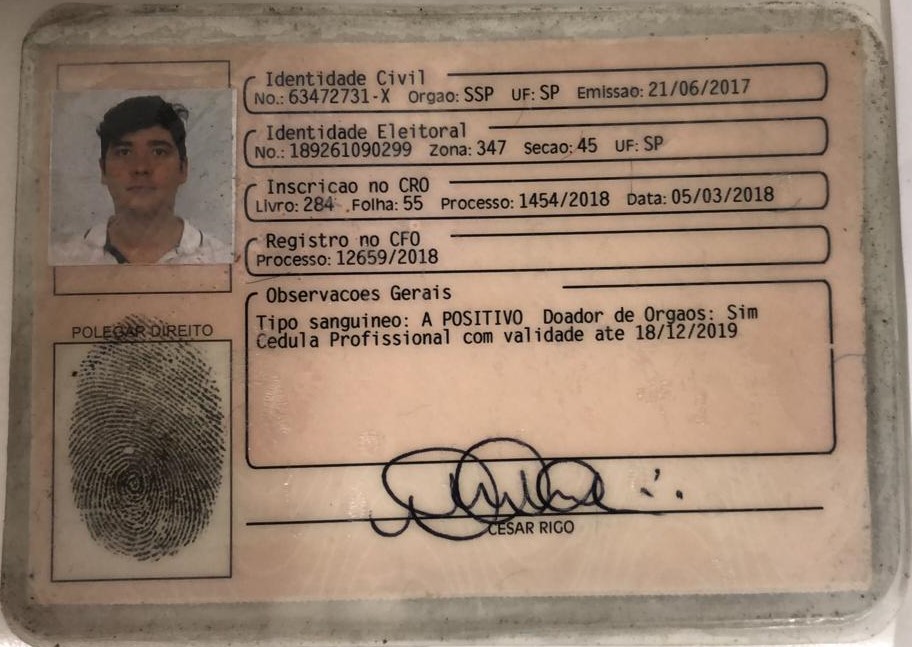 Identidade Civil
No.: 63472731-X Orgao: SSP UF: SP Emissao: 21/06/2017
Identidade Eleitoral
No.: 189261090299 Zona: 347 Secao: 45 UF: SP
Inscricao no CRO
Livro: 284 Folha: 55 Processo: 1454/2018 Data: 05/03/2018
Registro no CFO
Processo: 12659/2018
Observacoes Gerais
Tipo sanguineo: A POSITIVO Doador de Orgaos: Sim
Cedula Profissional com validade ate 18/12/2019
POLEGAR DIREITO
CESAR RIGO